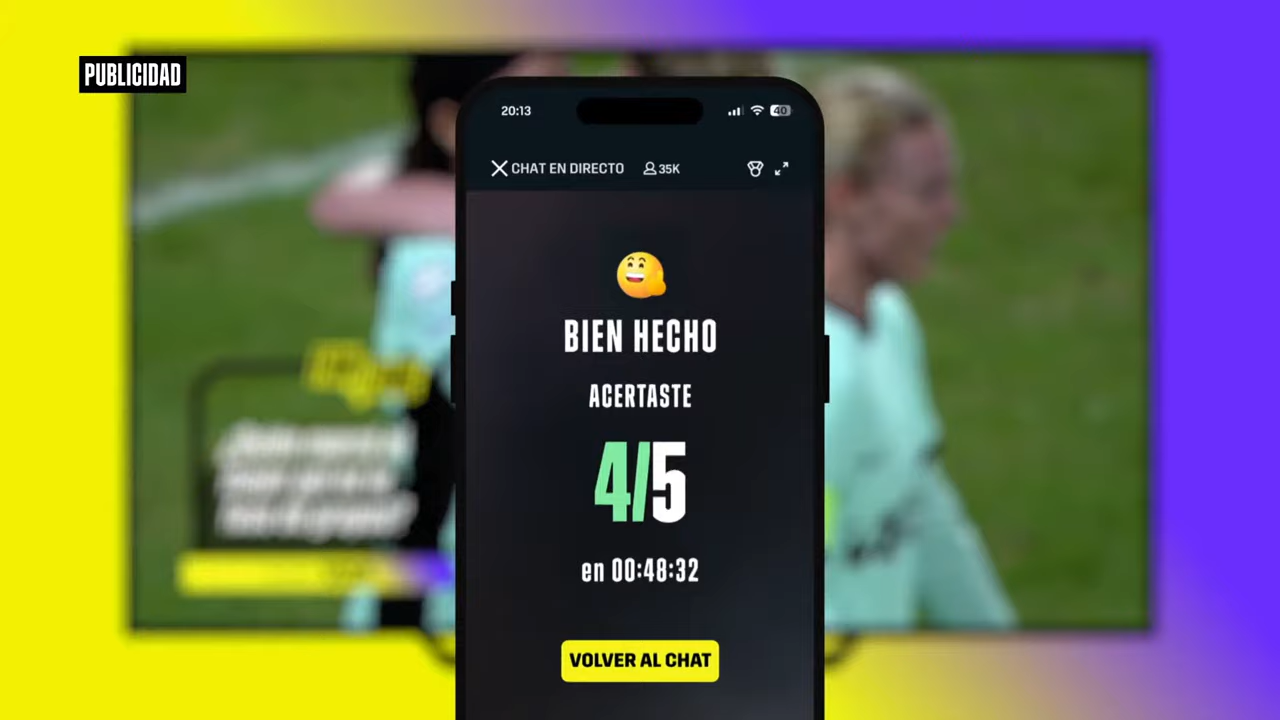 PUBLICIDAD
20:13
40
CHAT EN DIRECTO
35K
BIEN HECHO
ACERTASTE
4/5
en 00:48:32
VOLVER AL CHAT